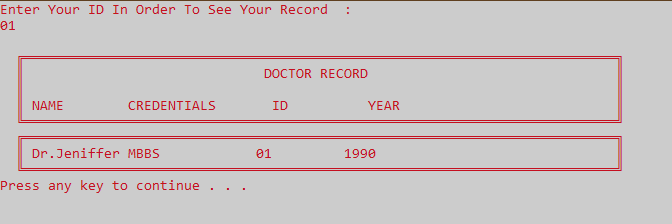 Enter Your ID In Order To See Your Record  :
01
DOCTOR RECORD
NAME        CREDENTIALS       ID          YEAR
Dr.Jeniffer MBBS            01         1990
Press any key to continue . . .